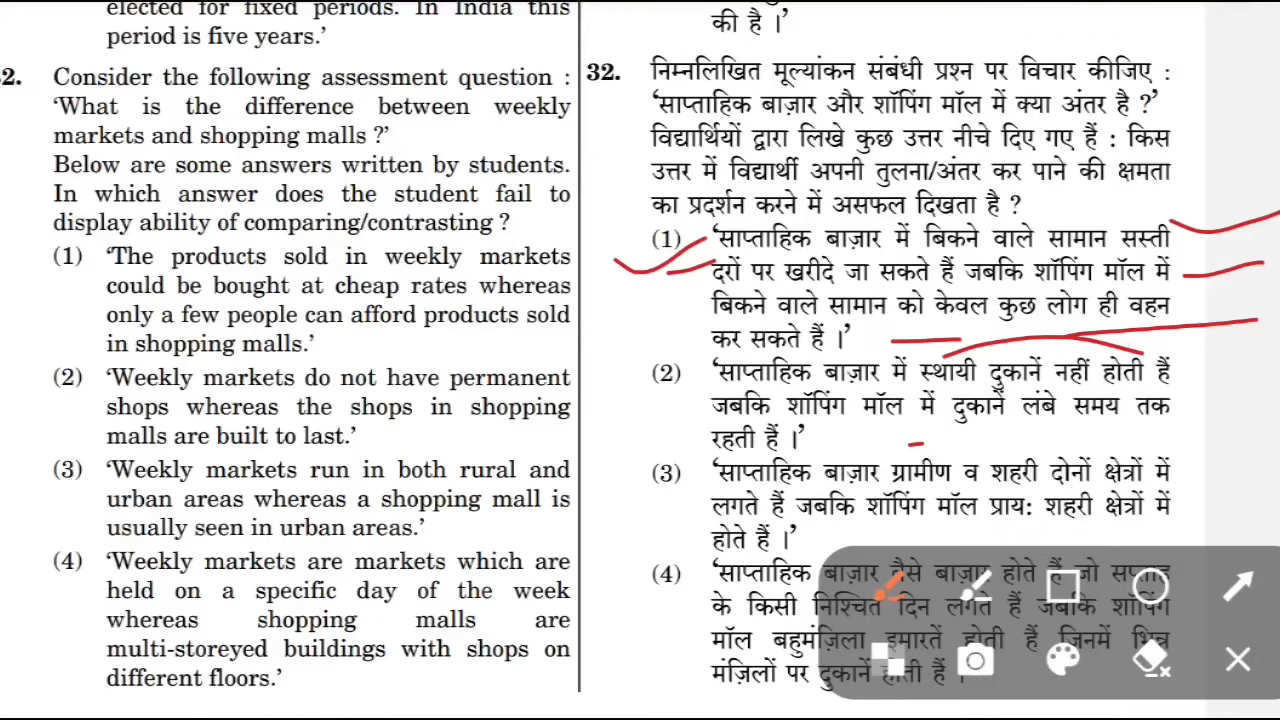 elected for fixed periods. In India this
period is five years.’
2. Consider the following assessment question :
‘What is the difference between weekly
markets and shopping malls ?’
Below are some answers written by students.
In which answer does the student fail to
display ability of comparing/contrasting ?
(1) ‘The products sold in weekly markets
could be bought at cheap rates whereas
only a few people can afford products sold
in shopping malls.’
(2) ‘Weekly markets do not have permanent
shops whereas the shops in shopping
malls are built to last.’
(3) ‘Weekly markets run in both rural and
urban areas whereas a shopping mall is
usually seen in urban areas.’
(4) ‘Weekly markets are markets which are
held on a specific day of the week
whereas shopping malls are
multi-storeyed buildings with shops on
different floors.’
की है ।’
32. निम्नलिखित मूल्यांकन संबंधी प्रश्न पर विचार कीजिए :
‘साप्ताहिक बाज़ार और शॉपिंग मॉल में क्या अंतर है ?’
विद्यार्थियों द्वारा लिखे कुछ उत्तर नीचे दिए गए हैं : किस
उत्तर में विद्यार्थी अपनी तुलना/अंतर कर पाने की क्षमता
का प्रदर्शन करने में असफल दिखता है ?
(1) ‘साप्ताहिक बाज़ार में बिकने वाले सामान सस्ती
दरों पर खरीदे जा सकते हैं जबकि शॉपिंग मॉल में
बिकने वाले सामान को केवल कुछ लोग ही वहन
कर सकते हैं ।’
(2) ‘साप्ताहिक बाज़ार में स्थायी दुकानें नहीं होती हैं
जबकि शॉपिंग मॉल में दुकानें लंबे समय तक
रहती हैं ।’
(3) ‘साप्ताहिक बाज़ार ग्रामीण व शहरी दोनों क्षेत्रों में
लगते हैं जबकि शॉपिंग मॉल प्राय: शहरी क्षेत्रों में
होते हैं ।’
(4) ‘साप्ताहिक बाज़ार वैसे बाज़ार होते हैं जो सप्ताह
के किसी निश्चित दिन लगते हैं जबकि शॉपिंग
मॉल बहुमंज़िला इमारतें होती हैं जिनमें भिन्न
मंज़िलों पर दुकानें होती हैं ।